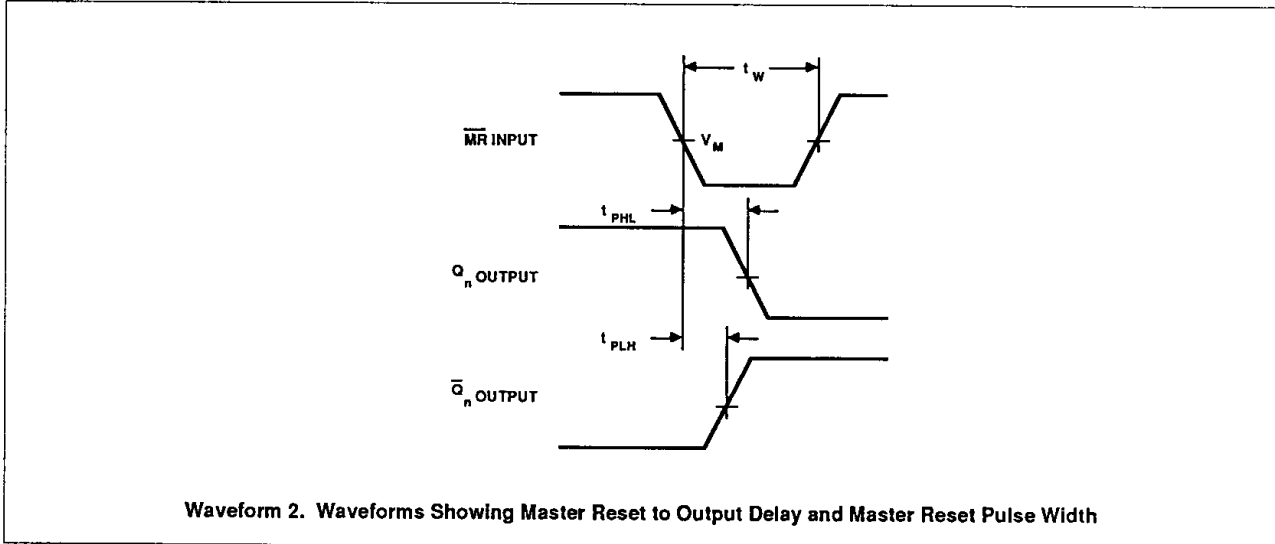 t W
M̅R̅ INPUT
V M
t PHL
Q n OUTPUT
t PLH
Q̅ n OUTPUT
Waveform 2. Waveforms Showing Master Reset to Output Delay and Master Reset Pulse Width